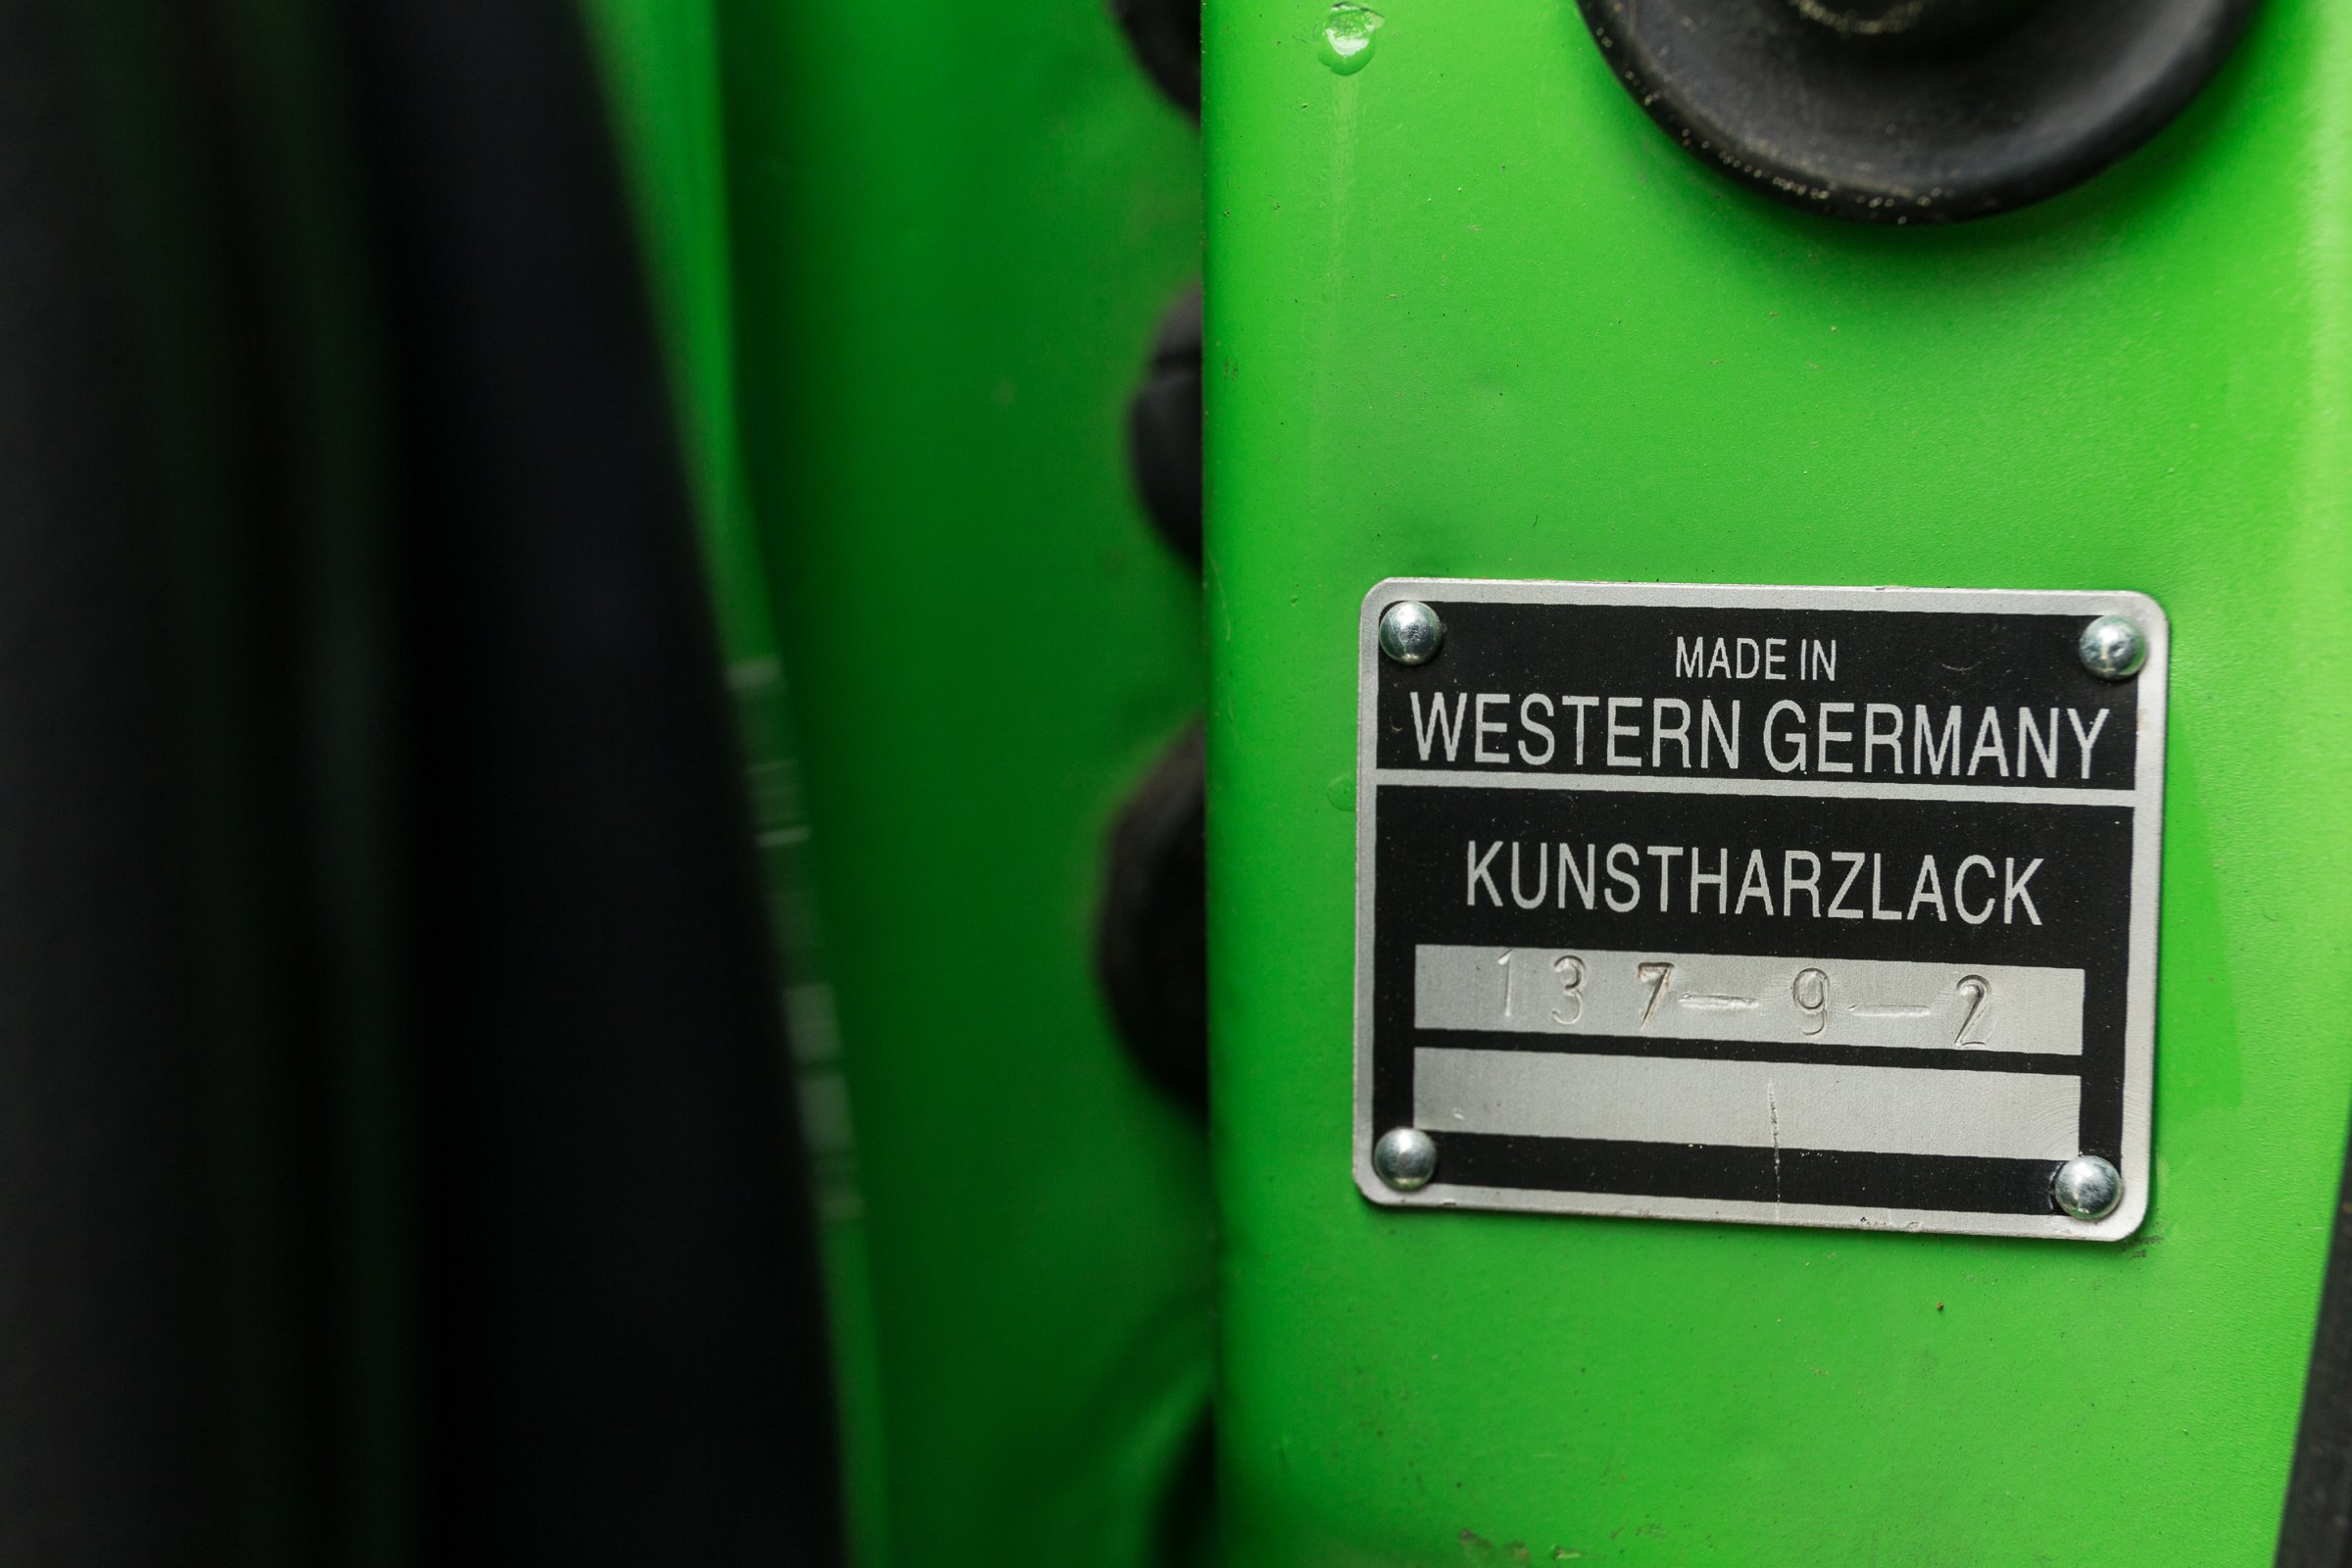 MADE IN
WESTERN GERMANY
KUNSTHARZLACK
137-9-2